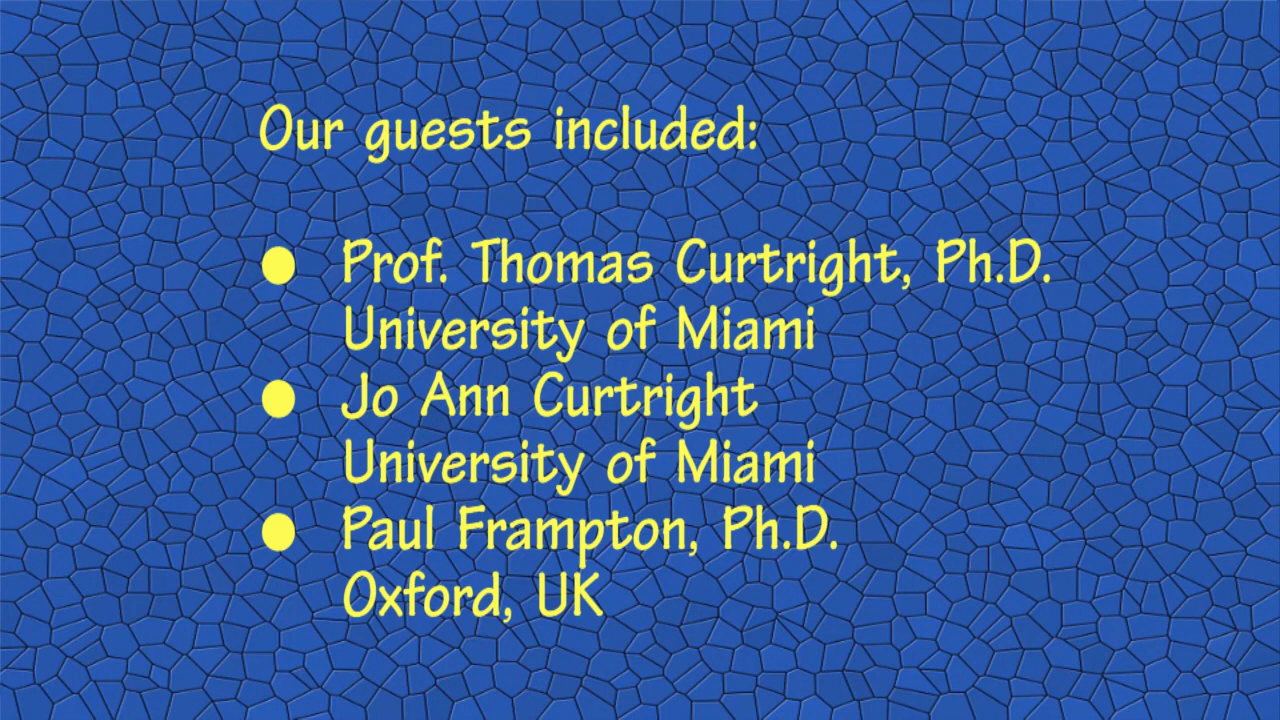 Our guests included:
● Prof. Thomas Curtright, Ph.D.
University of Miami
● Jo Ann Curtright
University of Miami
● Paul Frampton, Ph.D.
Oxford, UK